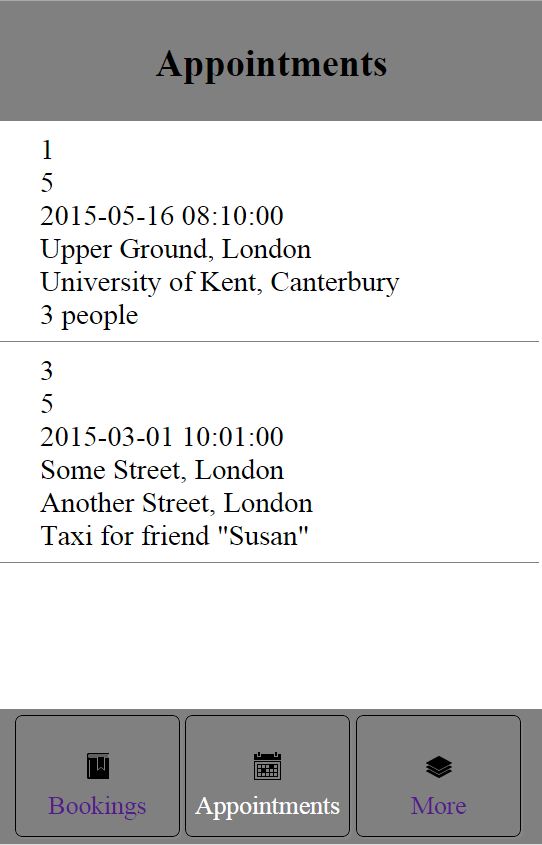 Appointments
1
5
2015-05-16 08:10:00
Upper Ground, London
University of Kent, Canterbury
3 people
3
5
2015-03-01 10:01:00
Some Street, London
Another Street, London
Taxi for friend "Susan"
Bookings
Appointments
More